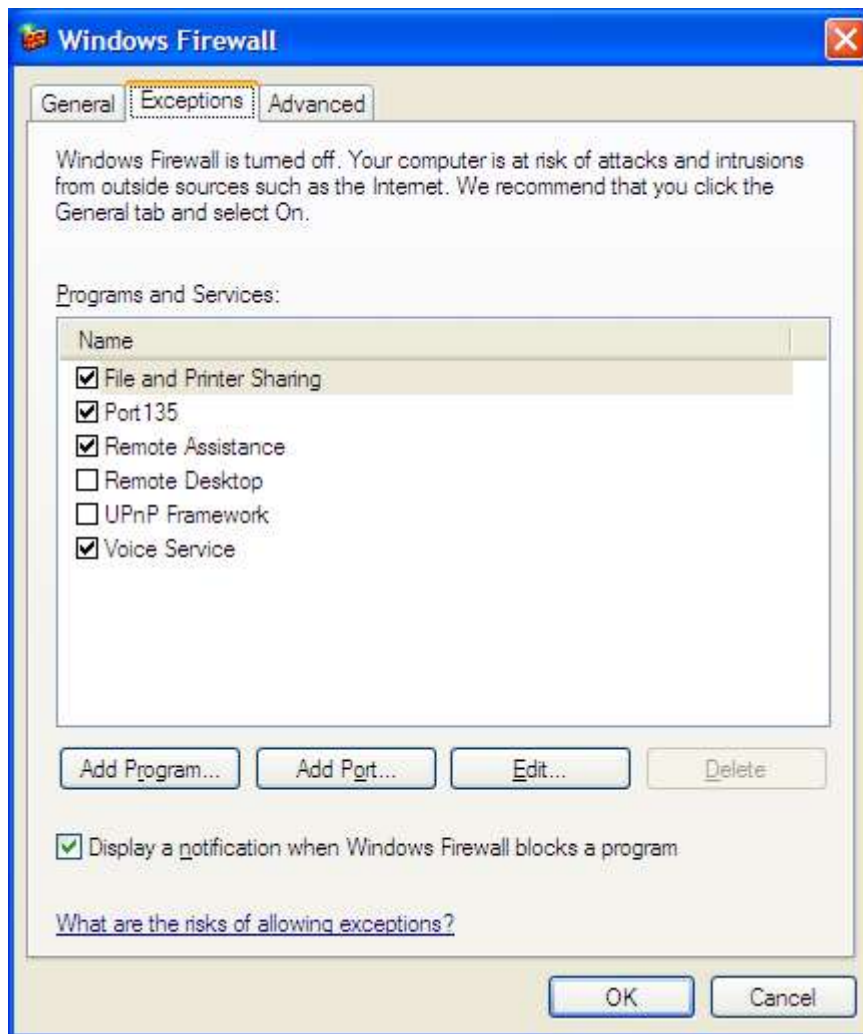 Windows Firewall
General Exceptions Advanced
Windows Firewall is turned off. Your computer is at risk of attacks and intrusions
from outside sources such as the Internet. We recommend that you click the
General tab and select On.
Programs and Services:
Name
File and Printer Sharing
Port135
Remote Assistance
Remote Desktop
UPnP Framework
Voice Service
Add Program... Add Port... Edit... Delete
Display a notification when Windows Firewall blocks a program
What are the risks of allowing exceptions?
OK Cancel